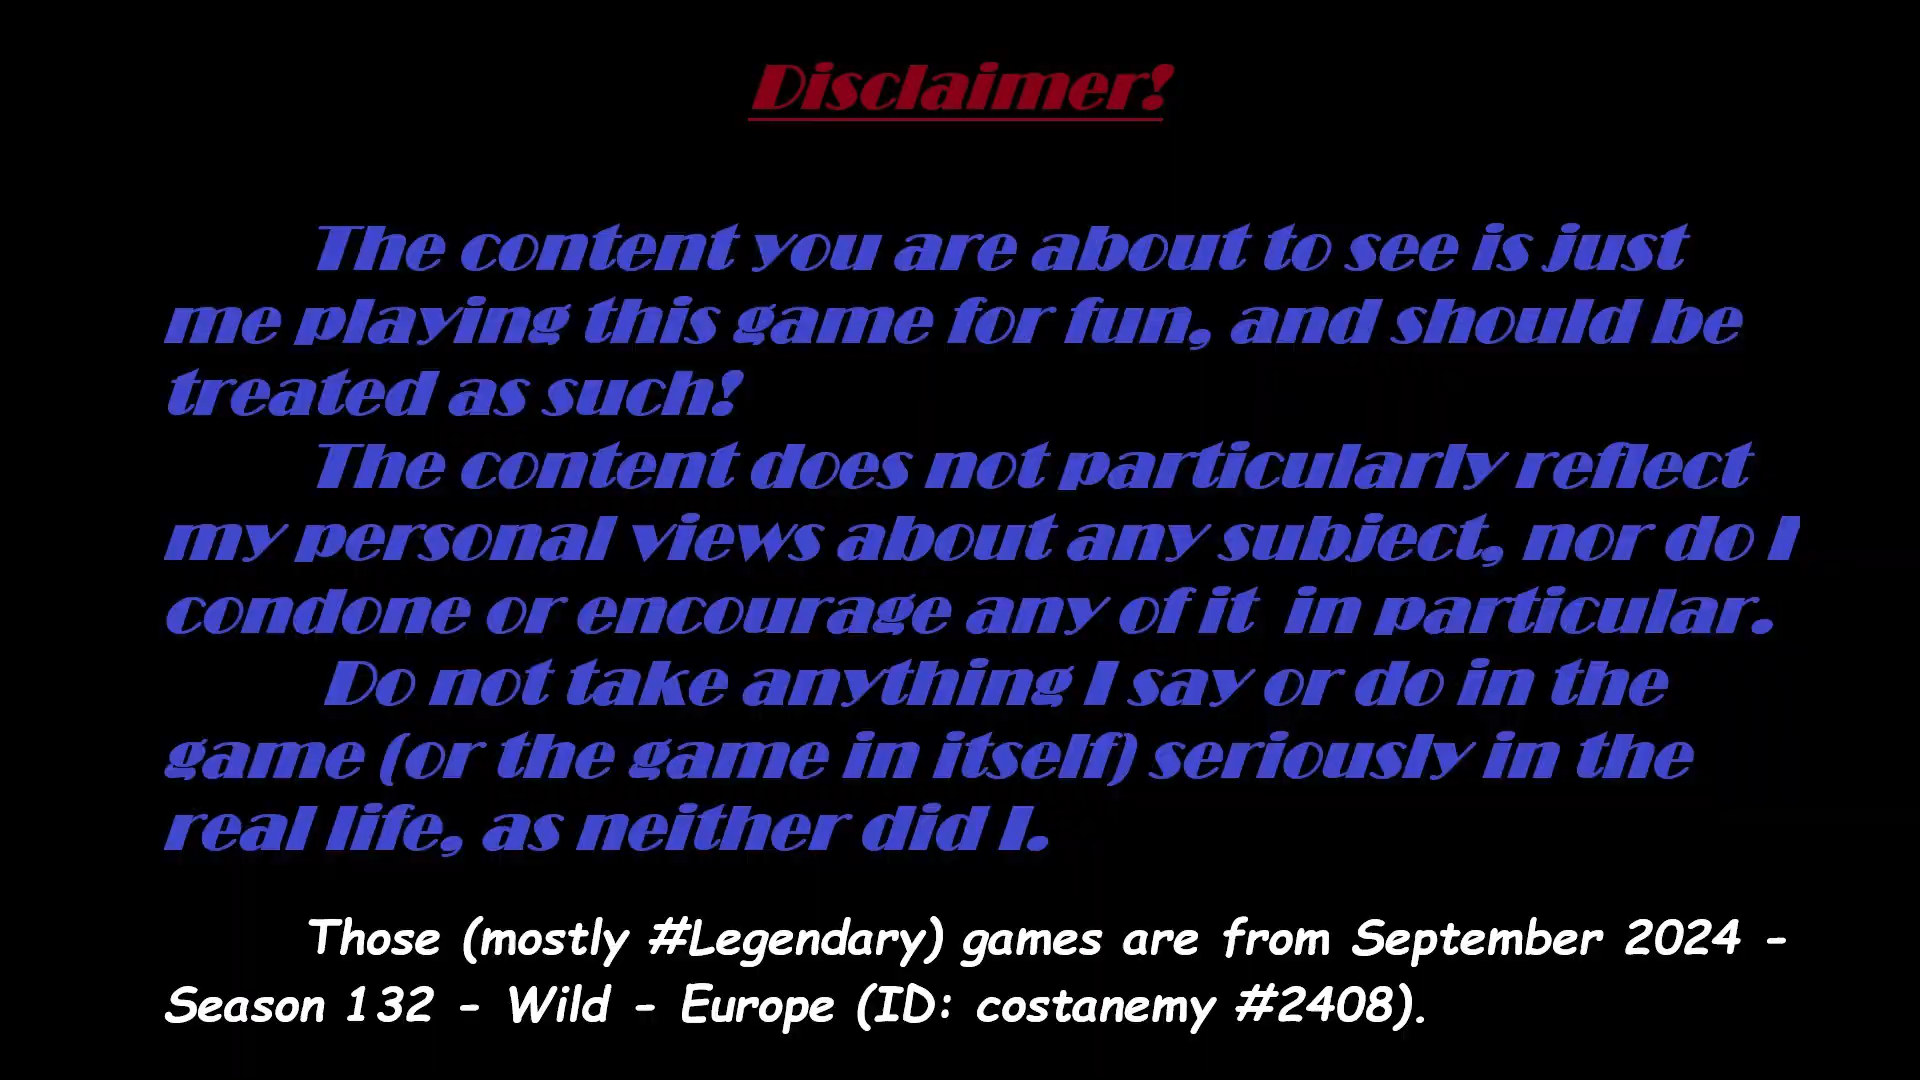 Disclaimer!
The content you are about to see is just
me playing this game for fun, and should be
treated as such!
The content does not particularly reflect
my personal views about any subject, nor do I
condone or encourage any of it  in particular.
Do not take anything I say or do in the
game (or the game in itself) seriously in the
real life, as neither did I.
Those (mostly #Legendary) games are from September 2024 -
Season 132 - Wild - Europe (ID: costanemy #2408).